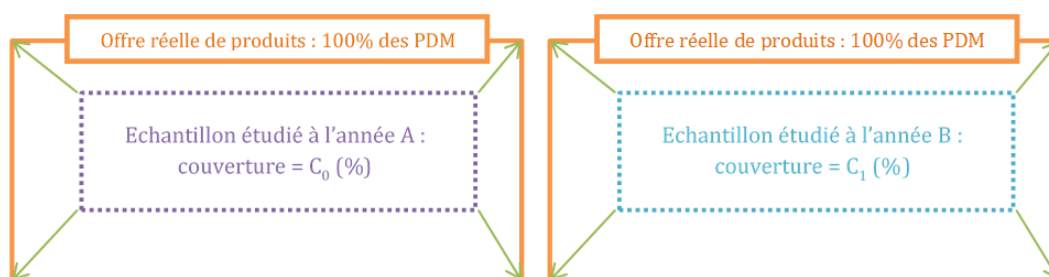 Offre réelle de produits : 100% des PDM
Echantillon étudié à l'année A :
couverture = C₀ (%)
Offre réelle de produits : 100% des PDM
Echantillon étudié à l'année B :
couverture = C₁ (%)